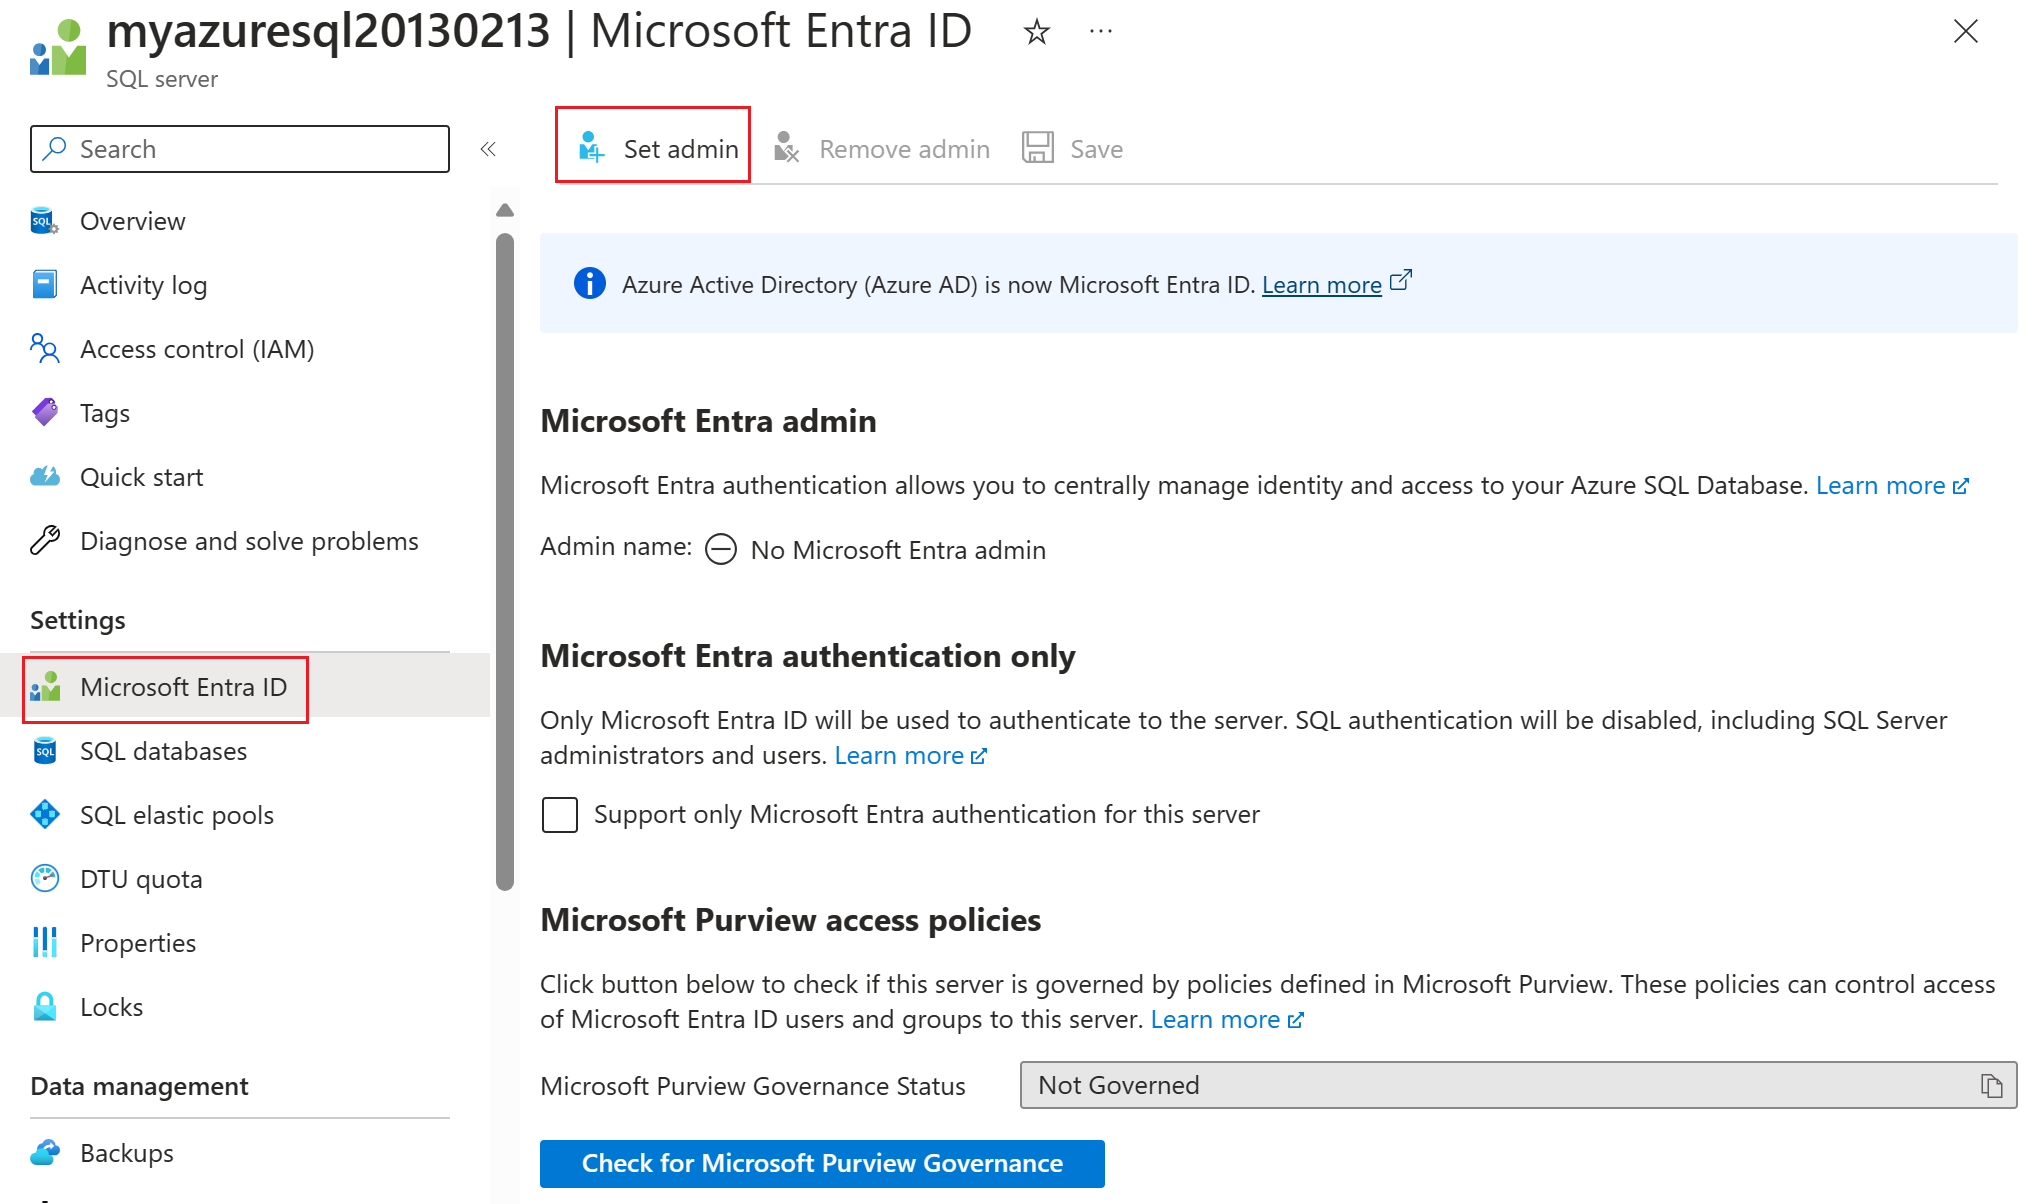 myazuresql20130213 | Microsoft Entra ID
SQL server
Search
Set admin
Remove admin
Save
Overview
Activity log
Access control (IAM)
Tags
Quick start
Diagnose and solve problems
Settings
Microsoft Entra ID
SQL databases
SQL elastic pools
DTU quota
Properties
Locks
Data management
Backups
Azure Active Directory (Azure AD) is now Microsoft Entra ID. Learn more
Microsoft Entra admin
Microsoft Entra authentication allows you to centrally manage identity and access to your Azure SQL Database. Learn more
Admin name: No Microsoft Entra admin
Microsoft Entra authentication only
Only Microsoft Entra ID will be used to authenticate to the server. SQL authentication will be disabled, including SQL Server
administrators and users. Learn more
Support only Microsoft Entra authentication for this server
Microsoft Purview access policies
Click button below to check if this server is governed by policies defined in Microsoft Purview. These policies can control access
of Microsoft Entra ID users and groups to this server. Learn more
Microsoft Purview Governance Status
Not Governed
Check for Microsoft Purview Governance